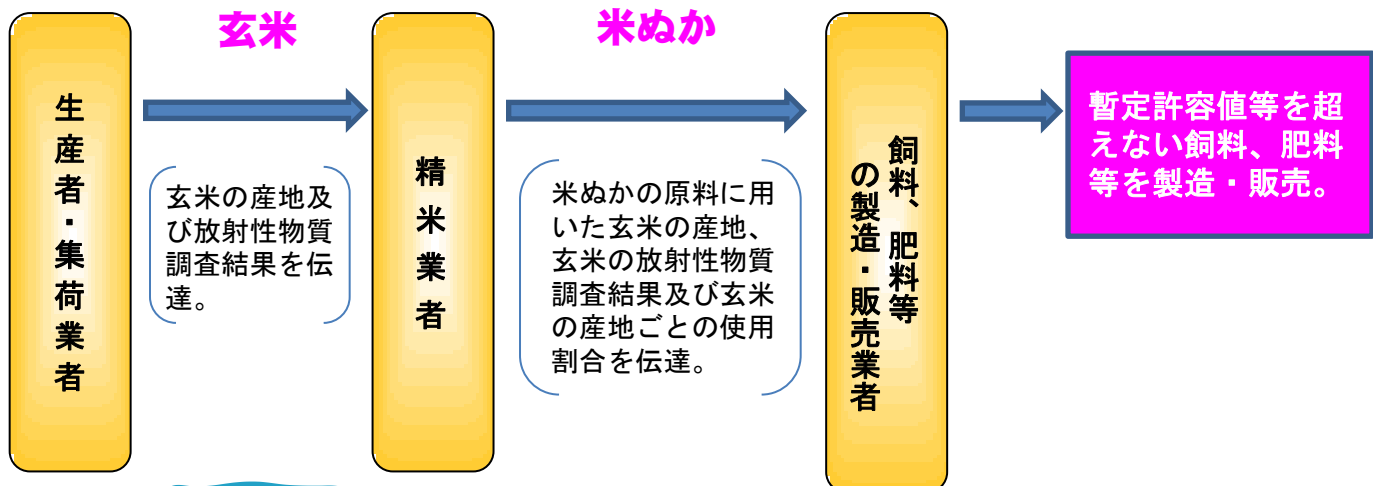 玄米
米ぬか
生産者・集荷業者
玄米の産地及
び放射性物質
調査結果を伝
達。
精米業者
米ぬかの原料に用
いた玄米の産地、
玄米の放射性物質
調査結果及び玄米
の産地ごとの使用
割合を伝達。
飼料、肥料等
の製造・販売業者
暫定許容値等を超
えない飼料、肥料
等を製造・販売。